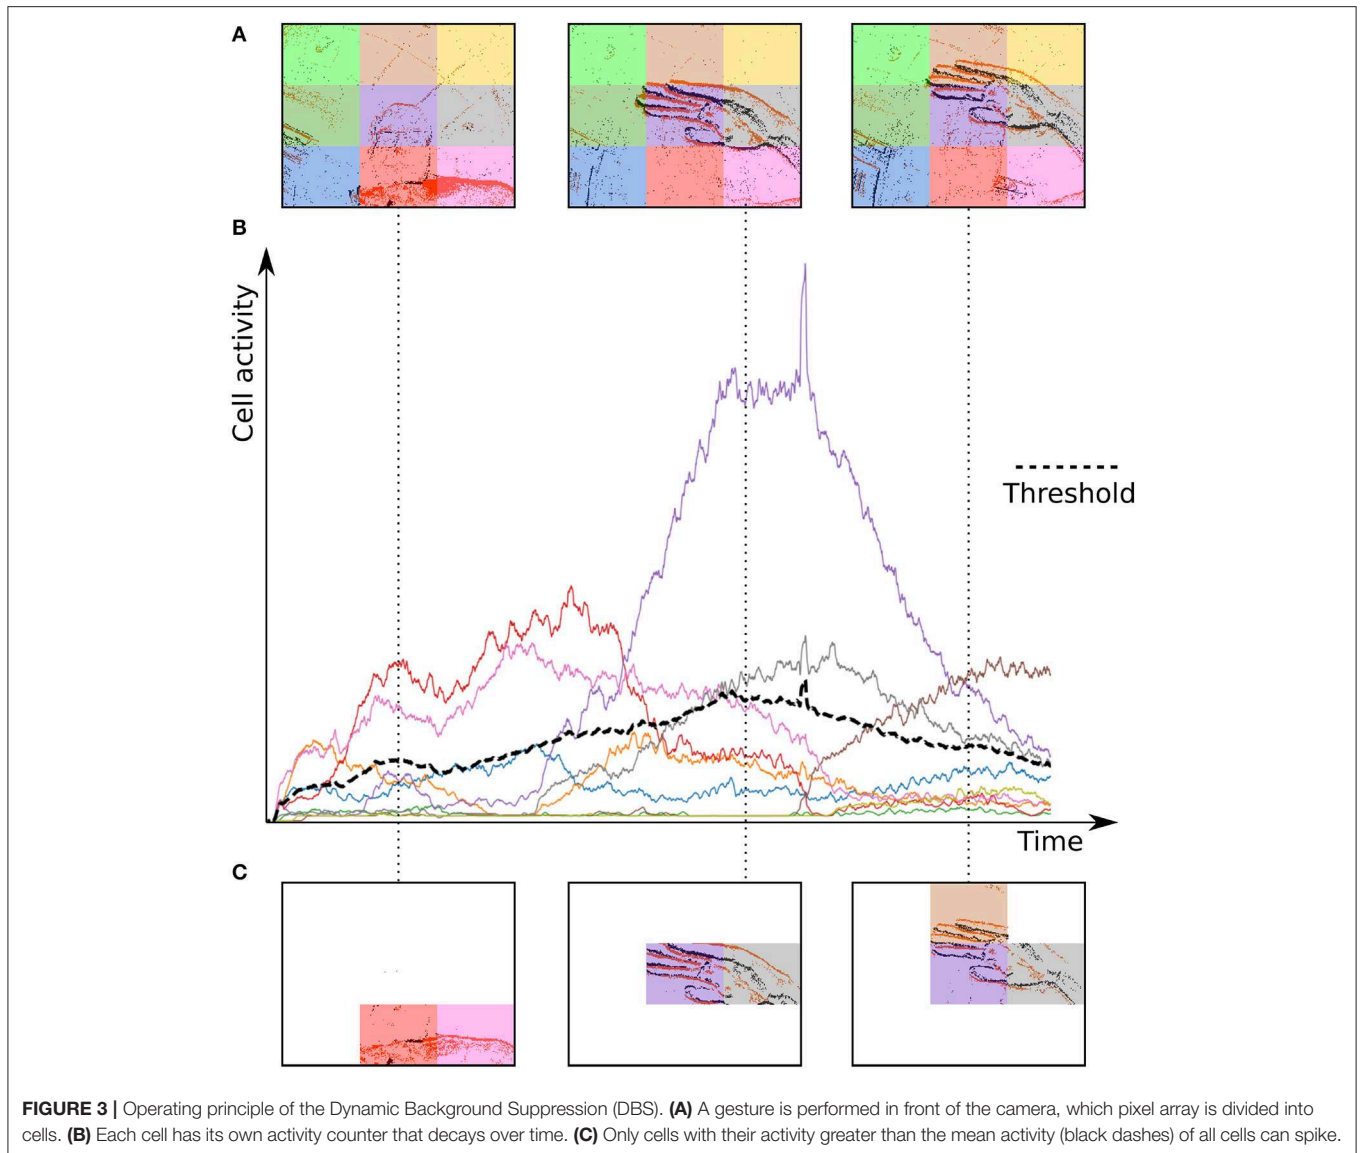 A
B
Cell activity
Threshold
Time
C
FIGURE 3 | Operating principle of the Dynamic Background Suppression (DBS). (A) A gesture is performed in front of the camera, which pixel array is divided into
cells. (B) Each cell has its own activity counter that decays over time. (C) Only cells with their activity greater than the mean activity (black dashes) of all cells can spike.